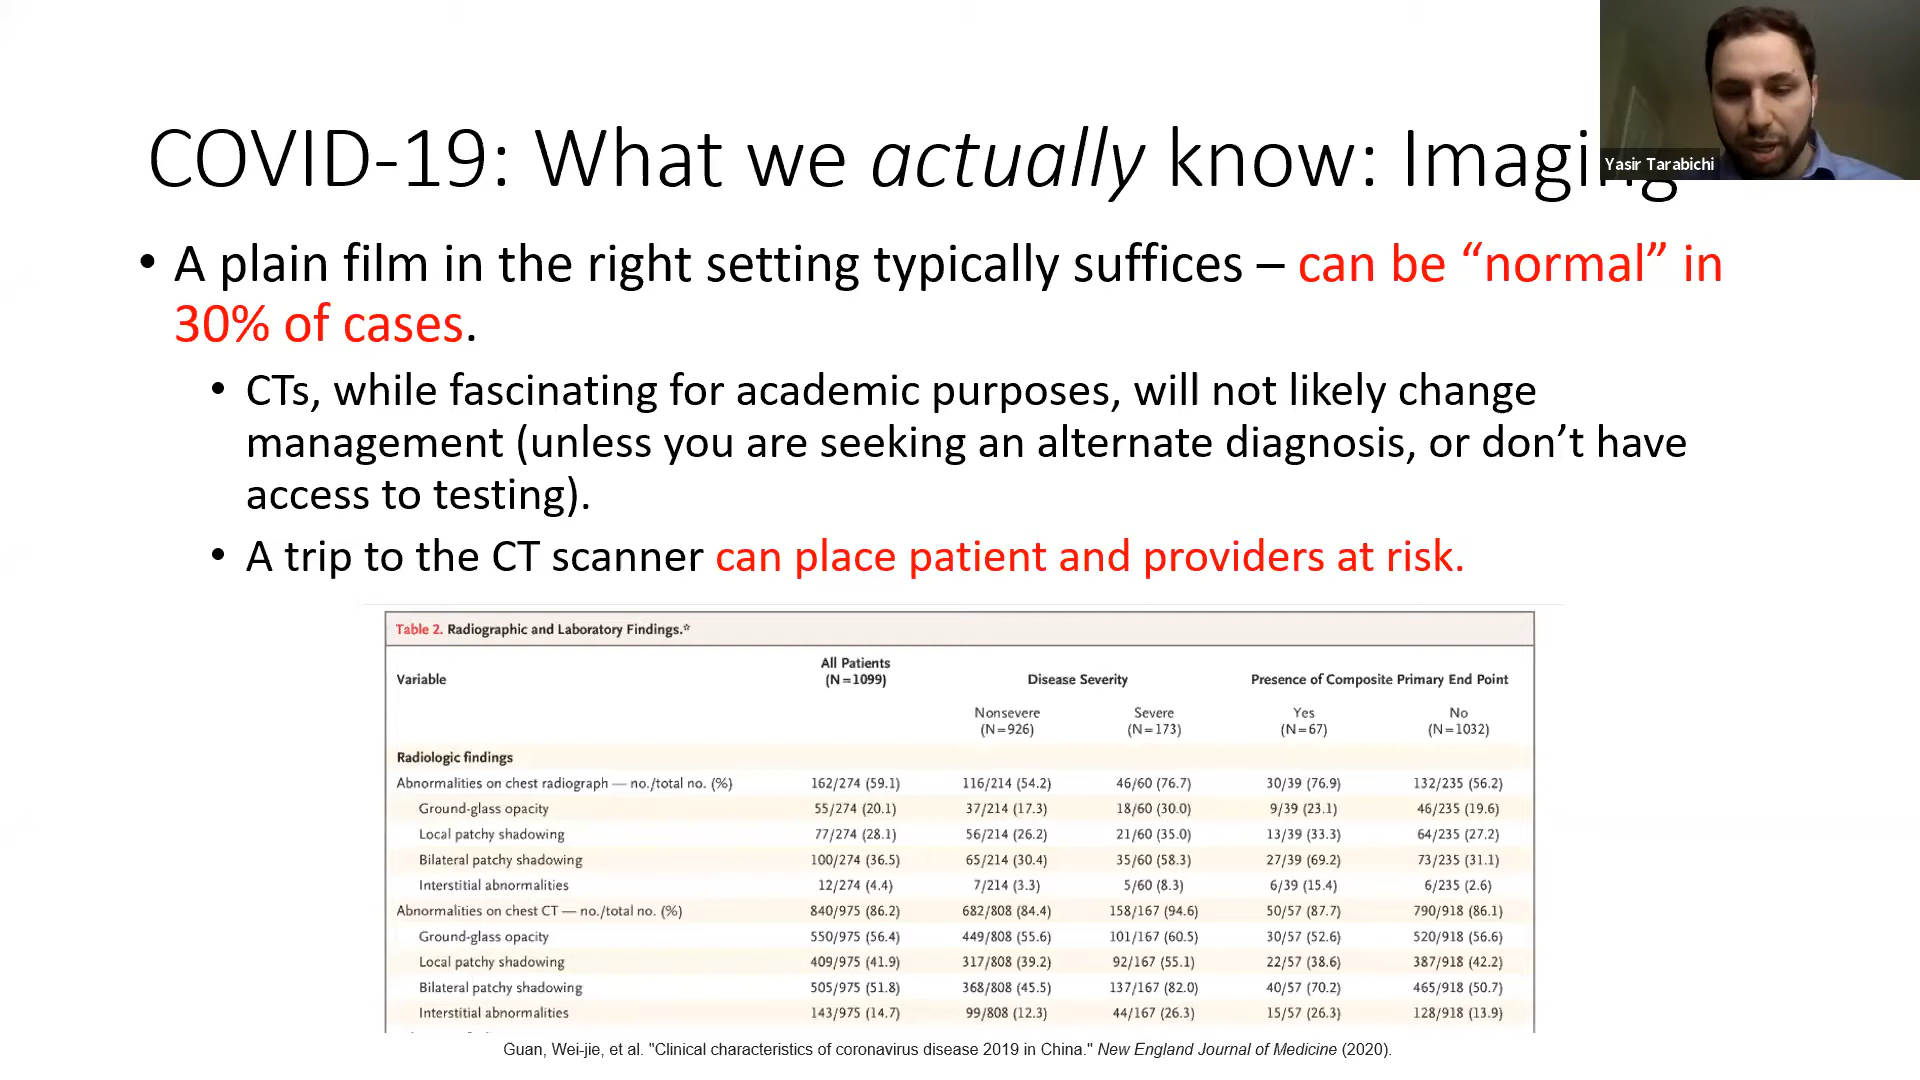 COVID-19: What we actually know: Imaging
Yasir Tarabichi
• A plain film in the right setting typically suffices – can be “normal” in
30% of cases.
• CTs, while fascinating for academic purposes, will not likely change
management (unless you are seeking an alternate diagnosis, or don’t have
access to testing).
• A trip to the CT scanner can place patient and providers at risk.
Table 2. Radiographic and Laboratory Findings.*
Variable All Patients (N=1099) Disease Severity Presence of Composite Primary End Point
Nonsevere (N=926) Severe (N=173) Yes (N=67) No (N=1032)
Radiologic findings
Abnormalities on chest radiograph — no./total no. (%) 162/274 (59.1) 116/214 (54.2) 46/60 (76.7) 30/39 (76.9) 132/235 (56.2)
Ground-glass opacity 55/274 (20.1) 37/214 (17.3) 18/60 (30.0) 9/39 (23.1) 46/235 (19.6)
Local patchy shadowing 77/274 (28.1) 56/214 (26.2) 21/60 (35.0) 13/39 (33.3) 64/235 (27.2)
Bilateral patchy shadowing 100/274 (36.5) 65/214 (30.4) 35/60 (58.3) 27/39 (69.2) 73/235 (31.1)
Interstitial abnormalities 12/274 (4.4) 7/214 (3.3) 5/60 (8.3) 6/39 (15.4) 6/235 (2.6)
Abnormalities on chest CT — no./total no. (%) 840/975 (86.2) 682/808 (84.4) 158/167 (94.6) 50/57 (87.7) 790/918 (86.1)
Ground-glass opacity 550/975 (56.4) 449/808 (55.6) 101/167 (60.5) 30/57 (52.6) 520/918 (56.6)
Local patchy shadowing 409/975 (41.9) 317/808 (39.2) 92/167 (55.1) 22/57 (38.6) 387/918 (42.2)
Bilateral patchy shadowing 505/975 (51.8) 368/808 (45.5) 137/167 (82.0) 40/57 (70.2) 465/918 (50.7)
Interstitial abnormalities 143/975 (14.7) 99/808 (12.3) 44/167 (26.3) 15/57 (26.3) 128/918 (13.9)
Guan, Wei-jie, et al. "Clinical characteristics of coronavirus disease 2019 in China." New England Journal of Medicine (2020).